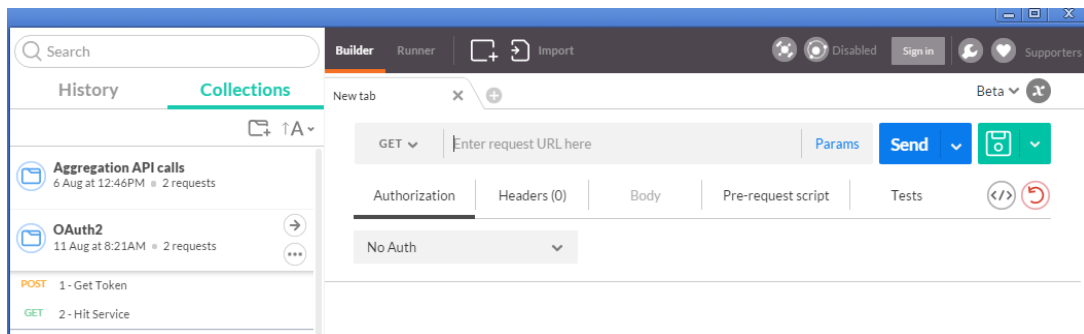 Search
Builder Runner Import Disabled Sign in Supporters
History Collections
New tab Beta
↑A
GET Enter request URL here Params Send
Aggregation API calls
6 Aug at 12:46PM 2 requests
Authorization Headers (0) Body Pre-request script Tests
OAuth2
11 Aug at 8:21AM 2 requests
No Auth
POST 1 - Get Token
GET 2 - Hit Service